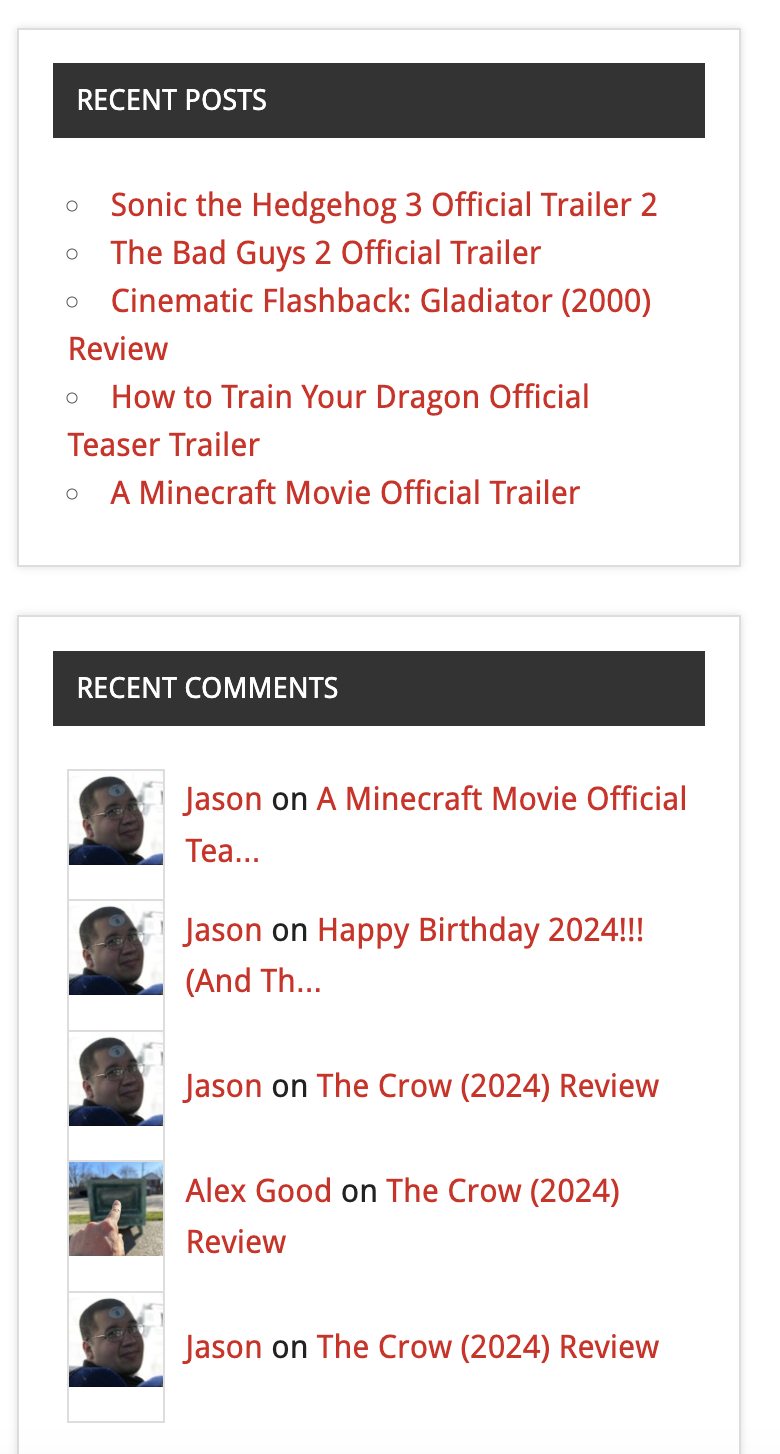 RECENT POSTS
Sonic the Hedgehog 3 Official Trailer 2
The Bad Guys 2 Official Trailer
Cinematic Flashback: Gladiator (2000)
Review
How to Train Your Dragon Official
Teaser Trailer
A Minecraft Movie Official Trailer
RECENT COMMENTS
Jason on A Minecraft Movie Official
Tea...
Jason on Happy Birthday 2024!!!
(And Th...
Jason on The Crow (2024) Review
Alex Good on The Crow (2024)
Review
Jason on The Crow (2024) Review